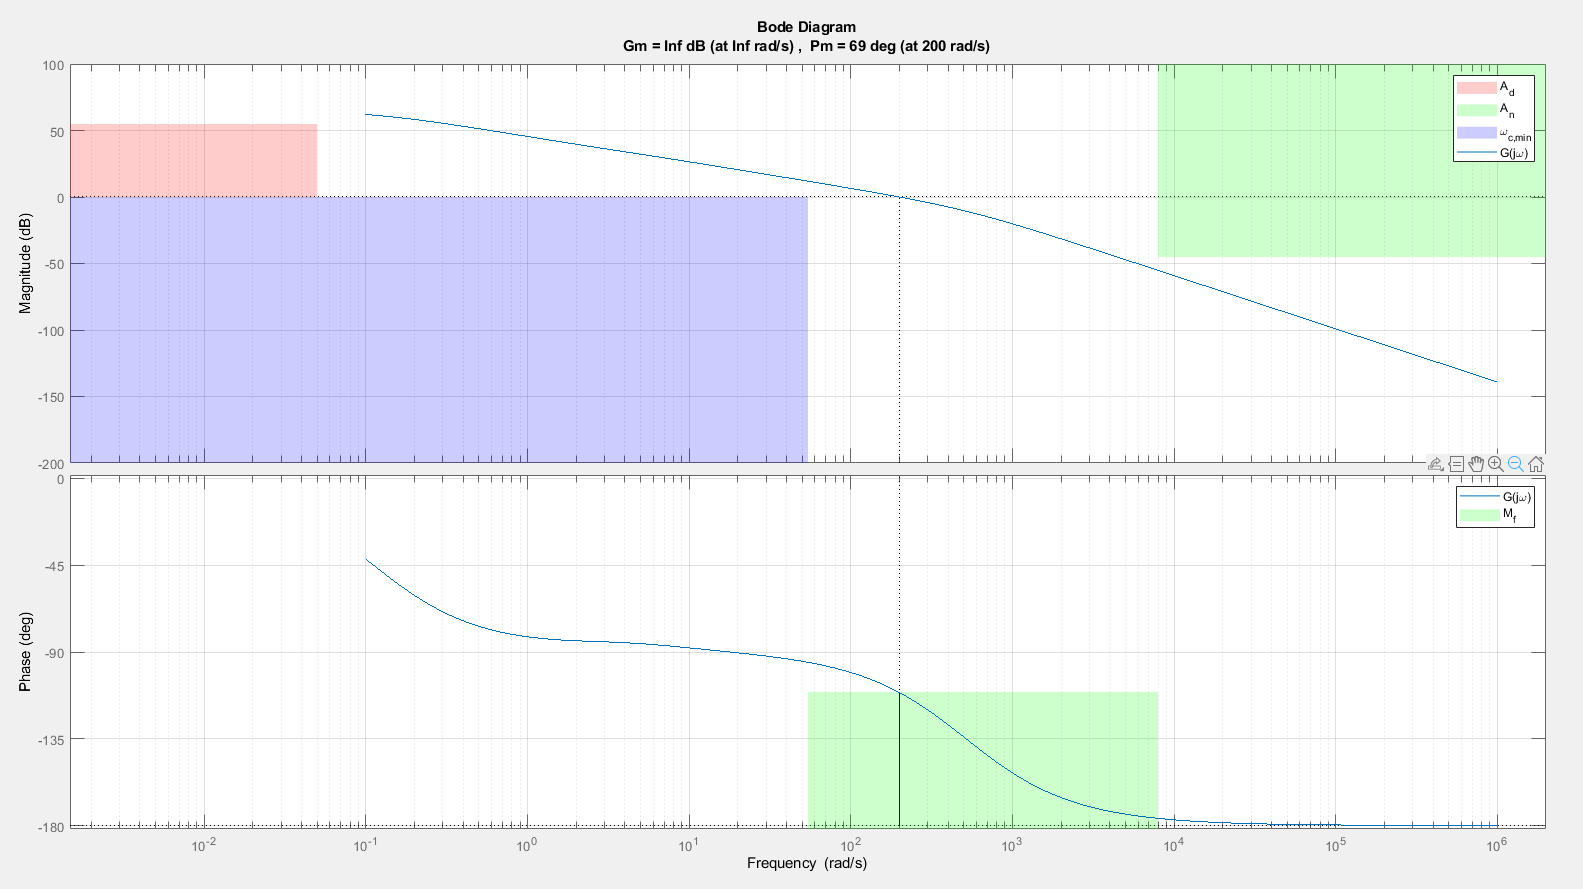 Bode Diagram
Gm = Inf dB (at Inf rad/s) , Pm = 69 deg (at 200 rad/s)
Magnitude (dB)
100
50
0
-50
-100
-150
-200
A_d
A_n
ω_c,min
G(jω)
Phase (deg)
0
-45
-90
-135
-180
G(jω)
M_f
10^-2 10^-1 10^0 10^1 10^2 10^3 10^4 10^5 10^6
Frequency (rad/s)